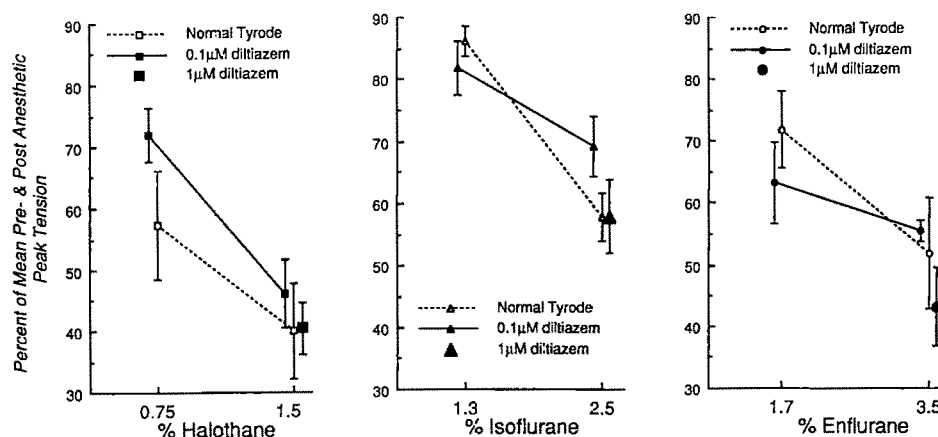 Percent of Mean Pre- & Post Anesthetic
Peak Tension
90
80
70
60
50
40
30
Normal Tyrode
0.1µM diltiazem
1µM diltiazem
0.75
1.5
% Halothane
90
80
70
60
50
40
30
Normal Tyrode
0.1µM diltiazem
1µM diltiazem
1.3
2.5
% Isoflurane
90
80
70
60
50
40
30
Normal Tyrode
0.1µM diltiazem
1µM diltiazem
1.7
3.5
% Enflurane